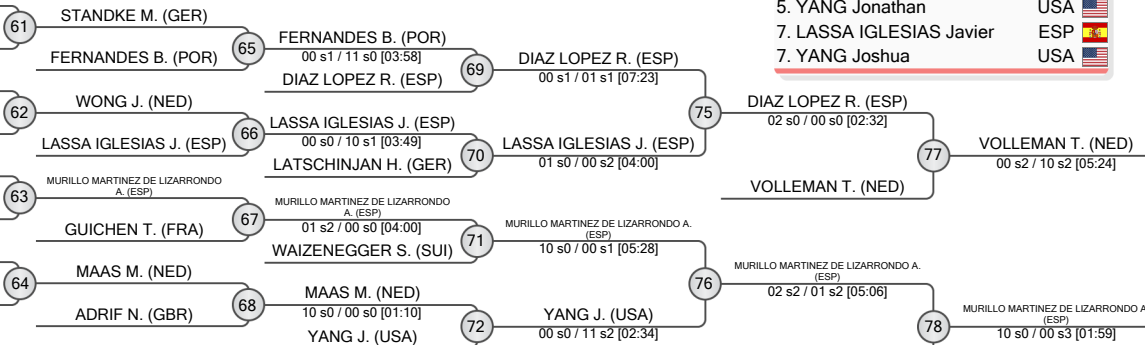 5. YANG Jonathan USA
7. LASSA IGLESIAS Javier ESP
7. YANG Joshua USA
61
STANDKE M. (GER)
FERNANDES B. (POR)
65
FERNANDES B. (POR)
00 s1 / 11 s0 [03:58]
DIAZ LOPEZ R. (ESP)
69
DIAZ LOPEZ R. (ESP)
00 s1 / 01 s1 [07:23]
62
WONG J. (NED)
LASSA IGLESIAS J. (ESP)
66
LASSA IGLESIAS J. (ESP)
00 s0 / 10 s1 [03:49]
LATSCHINJAN H. (GER)
70
LASSA IGLESIAS J. (ESP)
01 s0 / 00 s2 [04:00]
75
DIAZ LOPEZ R. (ESP)
02 s0 / 00 s0 [02:32]
VOLLEMAN T. (NED)
77
VOLLEMAN T. (NED)
00 s2 / 10 s2 [05:24]
63
MURILLO MARTINEZ DE LIZARRONDO
A. (ESP)
GUICHEN T. (FRA)
67
MURILLO MARTINEZ DE LIZARRONDO
A. (ESP)
01 s2 / 00 s0 [04:00]
WAIZENEGGER S. (SUI)
71
MURILLO MARTINEZ DE LIZARRONDO A.
(ESP)
10 s0 / 00 s1 [05:28]
64
MAAS M. (NED)
ADRIF N. (GBR)
68
MAAS M. (NED)
10 s0 / 00 s0 [01:10]
YANG J. (USA)
72
YANG J. (USA)
00 s0 / 11 s2 [02:34]
76
MURILLO MARTINEZ DE LIZARRONDO A.
(ESP)
02 s2 / 01 s2 [05:06]
78
MURILLO MARTINEZ DE LIZARRONDO A
(ESP)
10 s0 / 00 s3 [01:59]